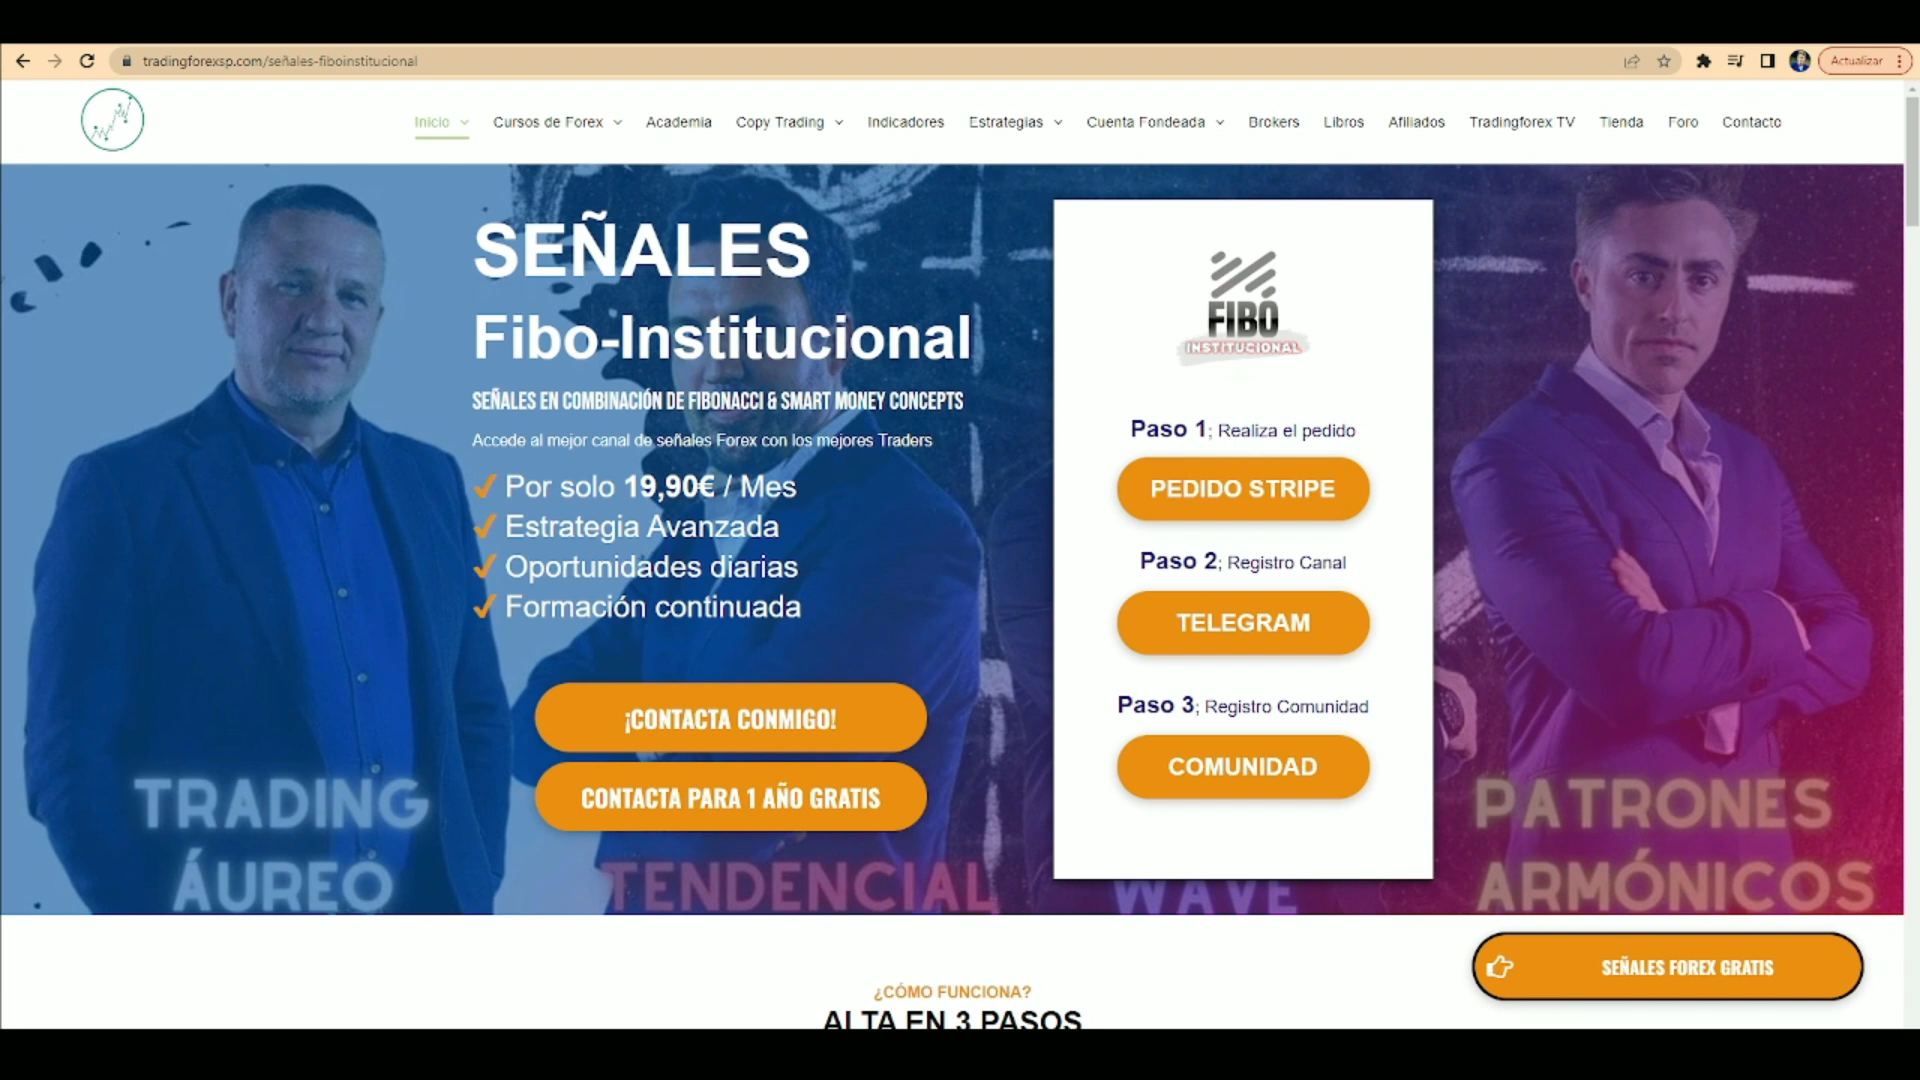 tradingforexsp.com/señales-fiboinstitucional
Actualizar
Inicio Cursos de Forex Academia Copy Trading Indicadores Estrategias Cuenta Fondeada Brokers Libros Afiliados Tradingforex TV Tienda Foro Contacto
SEÑALES
Fibo-Institucional
SEÑALES EN COMBINACIÓN DE FIBONACCI & SMART MONEY CONCEPTS
Accede al mejor canal de señales Forex con los mejores Traders
Por solo 19,90€ / Mes
Estrategia Avanzada
Oportunidades diarias
Formación continuada
¡CONTACTA CONMIGO!
CONTACTA PARA 1 AÑO GRATIS
FIBO
INSTITUCIONAL
Paso 1; Realiza el pedido
PEDIDO STRIPE
Paso 2; Registro Canal
TELEGRAM
Paso 3; Registro Comunidad
COMUNIDAD
TRADING
ÁUREO
TENDENCIAL
WAVE
PATRONES
ARMÓNICOS
SEÑALES FOREX GRATIS
¿CÓMO FUNCIONA?
ALTA EN 3 PASOS